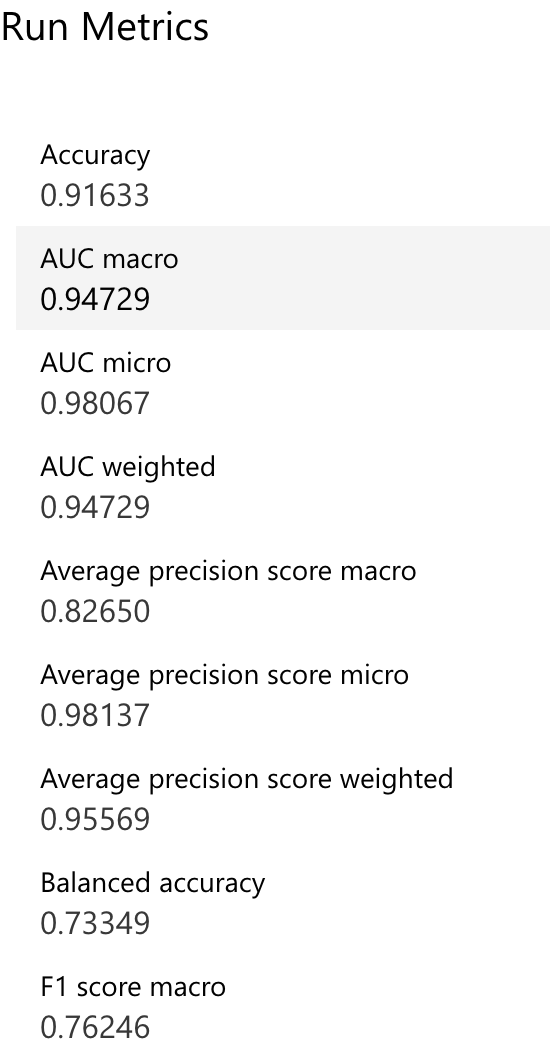 Run Metrics
Accuracy
0.91633
AUC macro
0.94729
AUC micro
0.98067
AUC weighted
0.94729
Average precision score macro
0.82650
Average precision score micro
0.98137
Average precision score weighted
0.95569
Balanced accuracy
0.73349
F1 score macro
0.76246